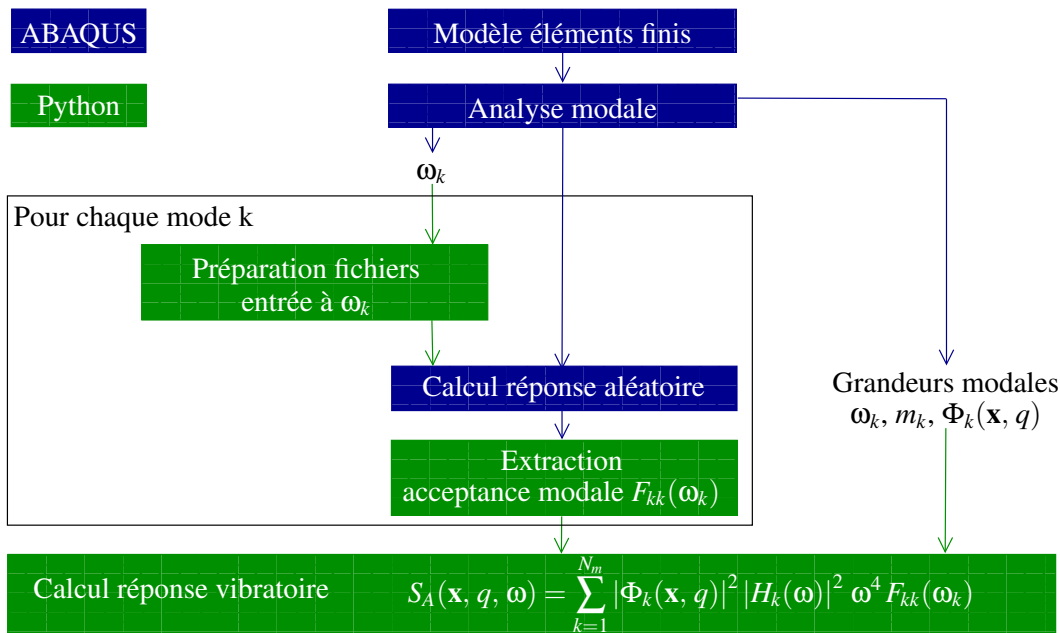 ABAQUS
Modèle éléments finis
Python
Analyse modale
ωₖ
Pour chaque mode k
Préparation fichiers
entrée à ωₖ
Calcul réponse aléatoire
Grandeurs modales
ωₖ, mₖ, Φₖ(x, q)
Extraction
acceptance modale Fₖₖ(ωₖ)
Calcul réponse vibratoire S_A(x, q, ω) = ∑_{k=1}^{N_m} |Φₖ(x, q)|² |Hₖ(ω)|² ω⁴ Fₖₖ(ωₖ)